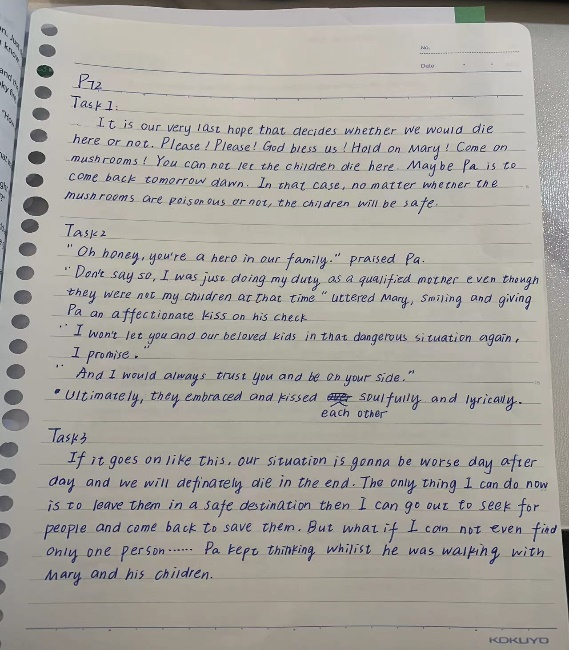 No.
Date
P72
Task 1:
It is our very last hope that decides whether we would die
here or not. Please! Please! God bless us! Hold on Mary! Come on
mushrooms! You can not let the children die here. Maybe Pa is to
come back tomorrow dawn. In that case, no matter whether the
mushrooms are poisonous or not, the children will be safe.
Task2
"Oh honey, you're a hero in our family." praised Pa.
"Don't say so, I was just doing my duty as a qualified mother even though
they were not my children at that time" uttered Mary, smiling and giving
Pa an affectionate kiss on his check
"I won't let you and our beloved kids in that dangerous situation again,
I promise."
"And I would always trust you and be on your side."
• Ultimately, they embraced and kissed each other soulfully and lyrically.
Task3
If it goes on like this, our situation is gonna be worse day after
day and we will definately die in the end. The only thing I can do now
is to leave them in a safe destination then I can go out to seek for
people and come back to save them. But what if I can not even find
only one person...... Pa kept thinking whilist he was walking with
Mary and his children.
KOKUYO